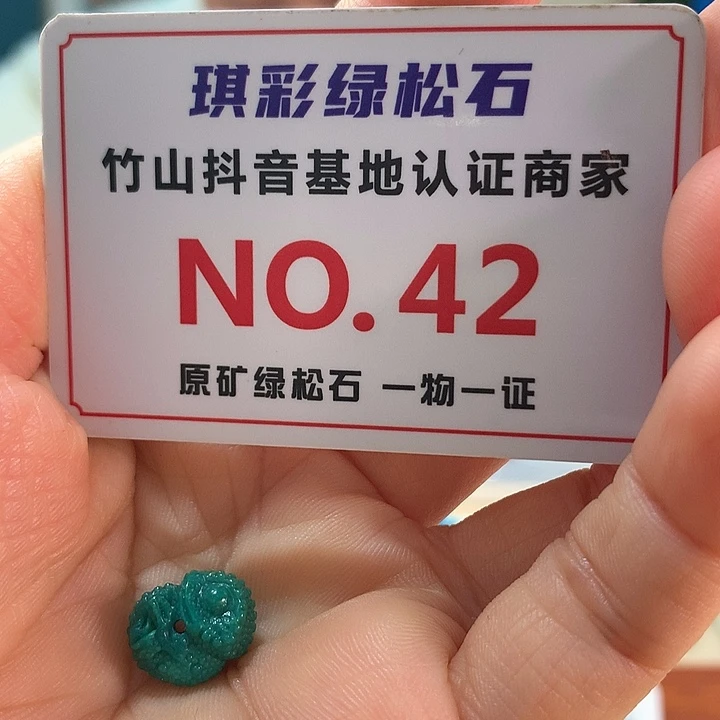 琪彩绿松石
竹山抖音基地认证商家
NO.42
原矿绿松石 一物一证